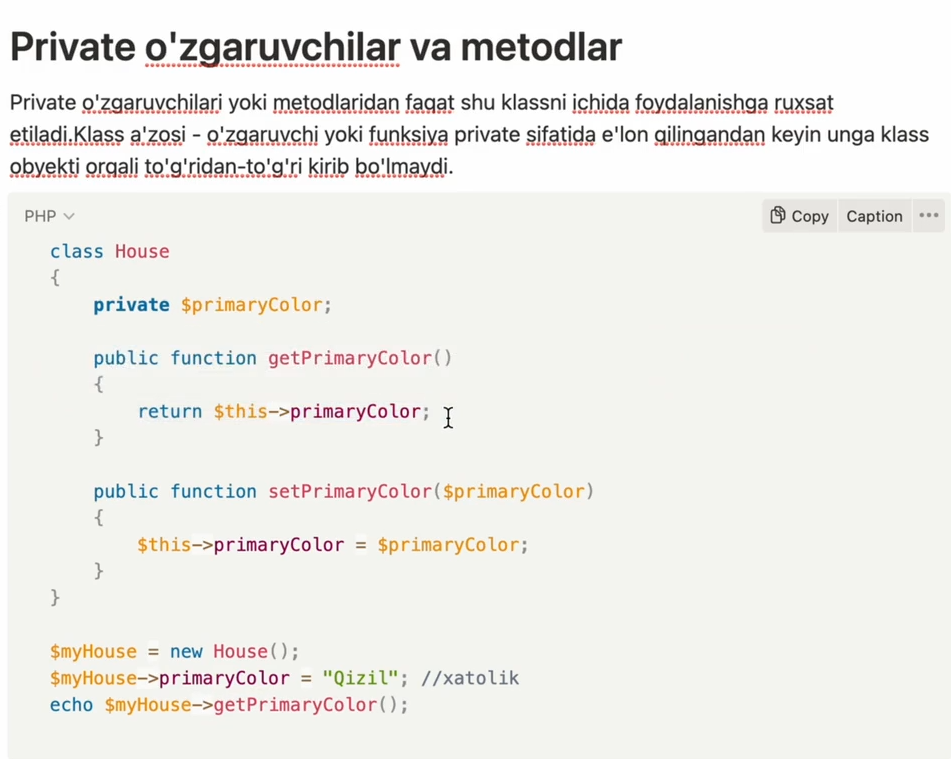 Private o'zgaruvchilar va metodlar
Private o'zgaruvchilari yoki metodlaridan faqat shu klassni ichida foydalanishga ruxsat
etiladi.Klass a'zosi - o'zgaruvchi yoki funksiya private sifatida e'lon qilingandan keyin unga klass
obyekti orqali to'g'ridan-to'g'ri kirib bo'lmaydi.
PHP
Copy Caption
class House
{
    private $primaryColor;

    public function getPrimaryColor()
    {
        return $this->primaryColor;
    }

    public function setPrimaryColor($primaryColor)
    {
        $this->primaryColor = $primaryColor;
    }
}

$myHouse = new House();
$myHouse->primaryColor = "Qizil"; //xatolik
echo $myHouse->getPrimaryColor();